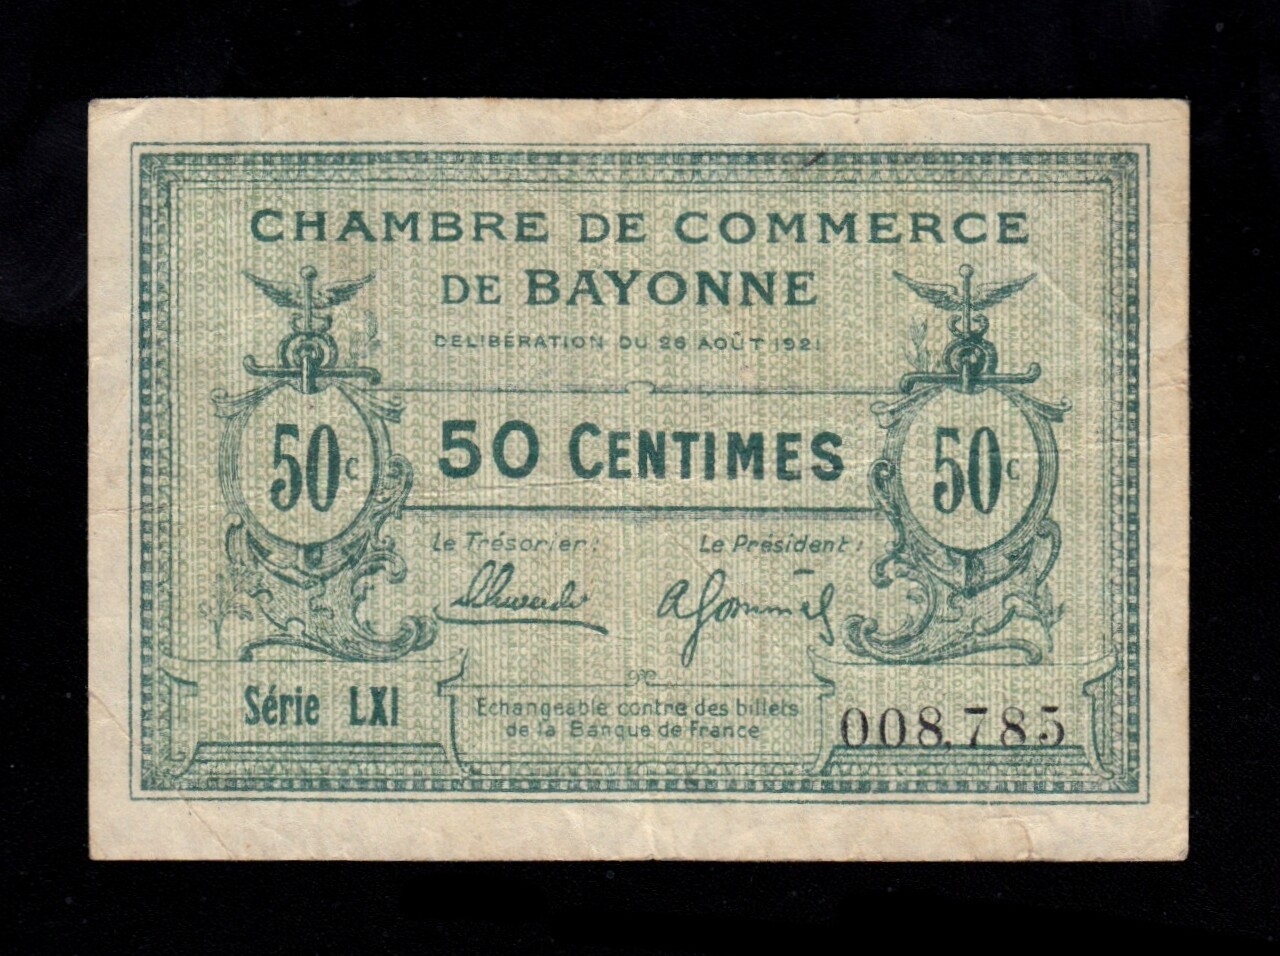 CHAMBRE DE COMMERCE
DE BAYONNE
DÉLIBÉRATION DU 26 AOÛT 1921
50c
50 CENTIMES
50c
Le Trésorier:
Le Président:
Série LXI
Echangeable contre des billets
de la Banque de France
008,785